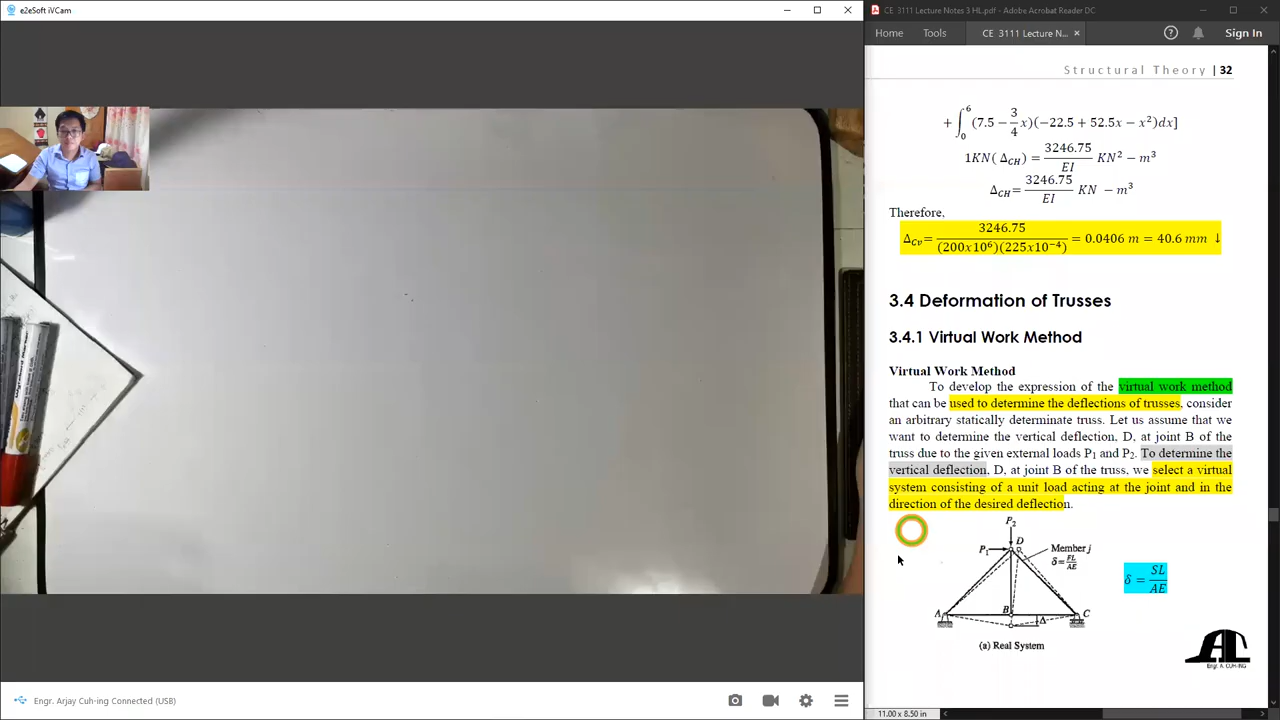 e2eSoft iVCam
CE 3111 Lecture Notes 3 HL.pdf - Adobe Acrobat Reader DC
Home Tools CE 3111 Lecture N... × Sign In
Structural Theory | 32
+∫₀⁶ (7.5 − 3/4 x)(−22.5 + 52.5x − x²)dx]
1KN( Δ_CH) = 3246.75/EI KN² − m³
Δ_CH= 3246.75/EI KN − m³
Therefore,
Δ_Cv= 3246.75/((200x10⁶)(225x10⁻⁴)) = 0.0406 m = 40.6 mm ↓
3.4 Deformation of Trusses
3.4.1 Virtual Work Method
Virtual Work Method
To develop the expression of the virtual work method
that can be used to determine the deflections of trusses, consider
an arbitrary statically determinate truss. Let us assume that we
want to determine the vertical deflection, D, at joint B of the
truss due to the given external loads P₁ and P₂. To determine the
vertical deflection, D, at joint B of the truss, we select a virtual
system consisting of a unit load acting at the joint and in the
direction of the desired deflection.
P₂
D
P₁
Member j
δ = FL/AE
δ = SL/AE
A B Δ C
(a) Real System
Engr. A. CUH-ING
Engr. Arjay Cuh-ing Connected (USB)
11.00 x 8.50 in